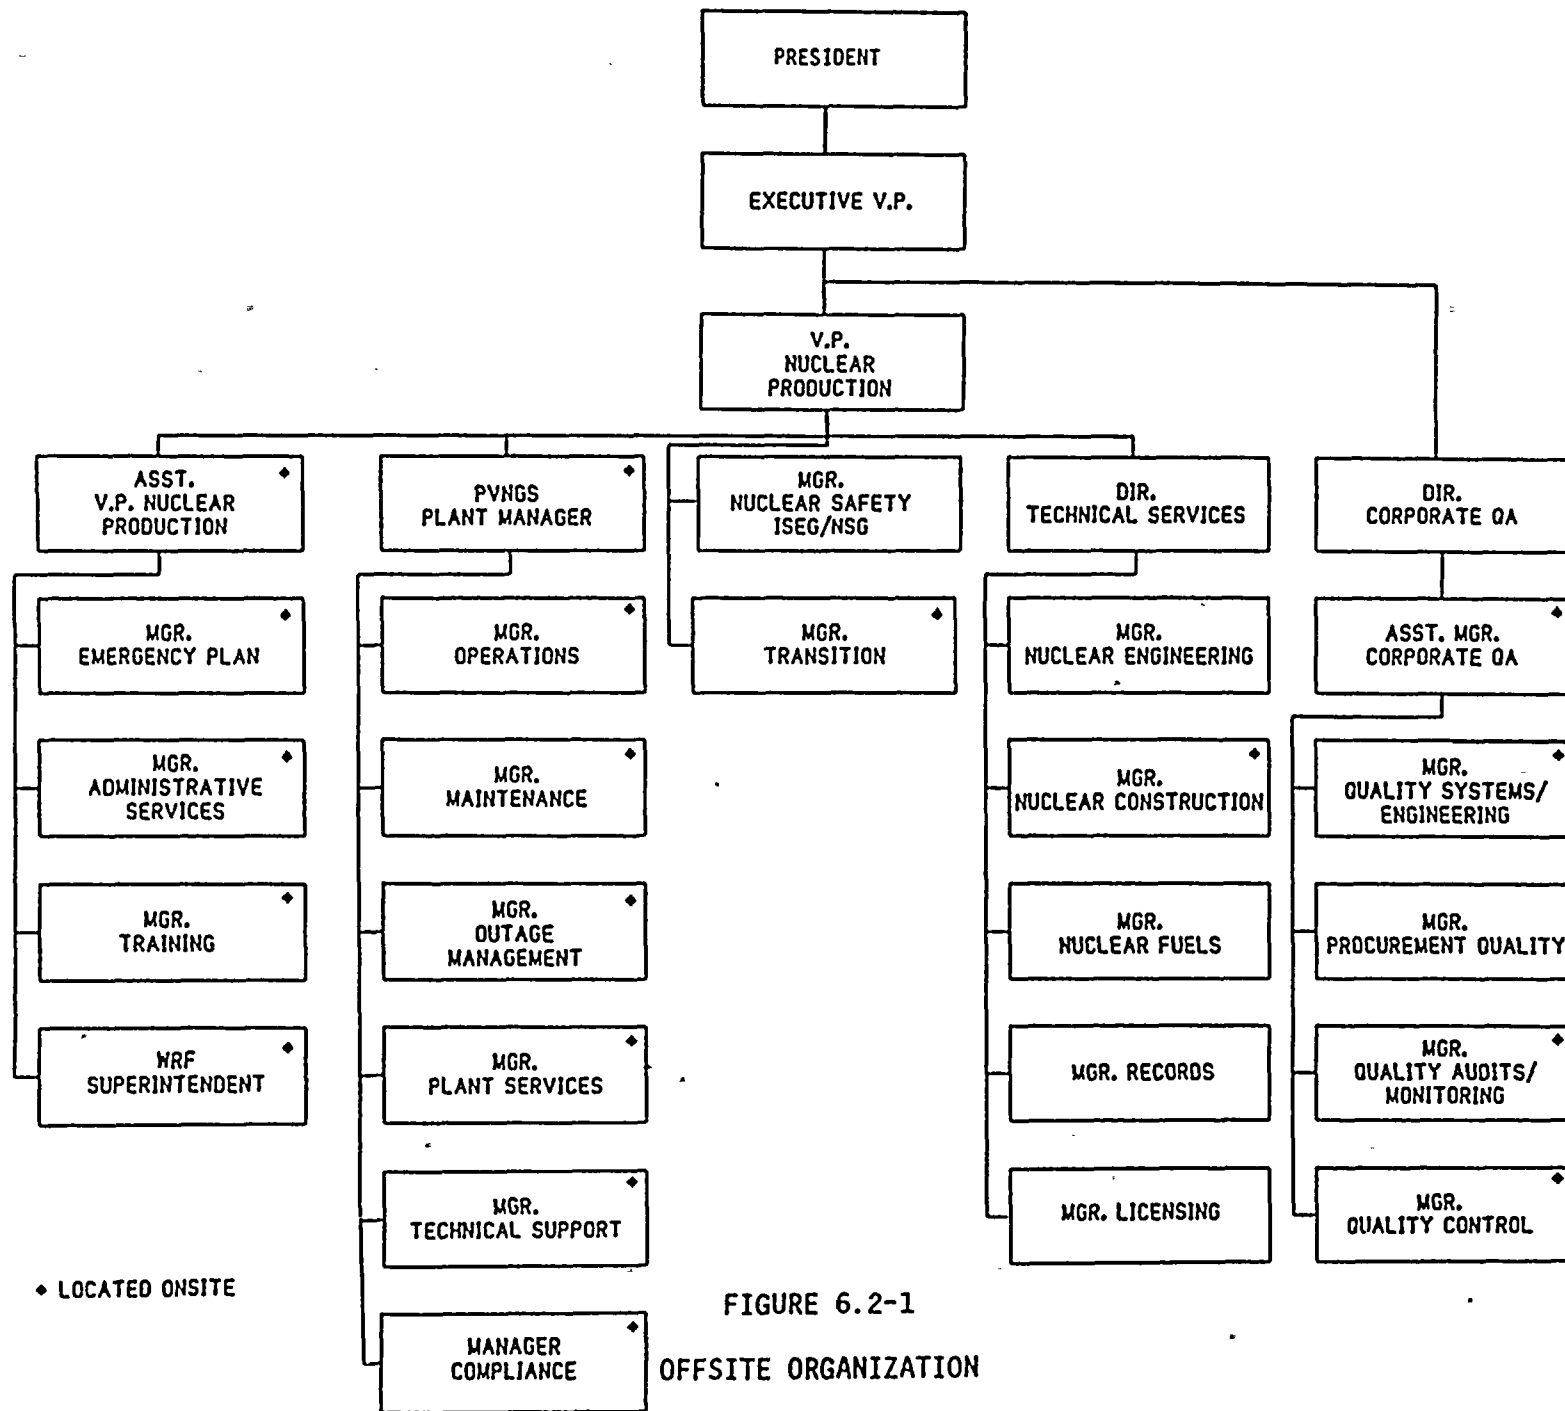 PRESIDENT
EXECUTIVE V.P.
V.P.
NUCLEAR
PRODUCTION
ASST. ◆
V.P. NUCLEAR
PRODUCTION
PVNGS ◆
PLANT MANAGER
MGR.
NUCLEAR SAFETY
ISEG/NSG
DIR.
TECHNICAL SERVICES
DIR.
CORPORATE QA
MGR. ◆
EMERGENCY PLAN
MGR. ◆
ADMINISTRATIVE
SERVICES
MGR. ◆
TRAINING
WRF ◆
SUPERINTENDENT
MGR. ◆
OPERATIONS
MGR. ◆
MAINTENANCE
MGR. ◆
OUTAGE
MANAGEMENT
MGR. ◆
PLANT SERVICES
MGR. ◆
TECHNICAL SUPPORT
MANAGER ◆
COMPLIANCE
MGR. ◆
TRANSITION
MGR.
NUCLEAR ENGINEERING
MGR. ◆
NUCLEAR CONSTRUCTION
MGR.
NUCLEAR FUELS
MGR. RECORDS
MGR. LICENSING
ASST. MGR. ◆
CORPORATE QA
MGR. ◆
QUALITY SYSTEMS/
ENGINEERING
MGR.
PROCUREMENT QUALITY
MGR. ◆
QUALITY AUDITS/
MONITORING
MGR. ◆
QUALITY CONTROL
◆ LOCATED ONSITE
FIGURE 6.2-1
OFFSITE ORGANIZATION